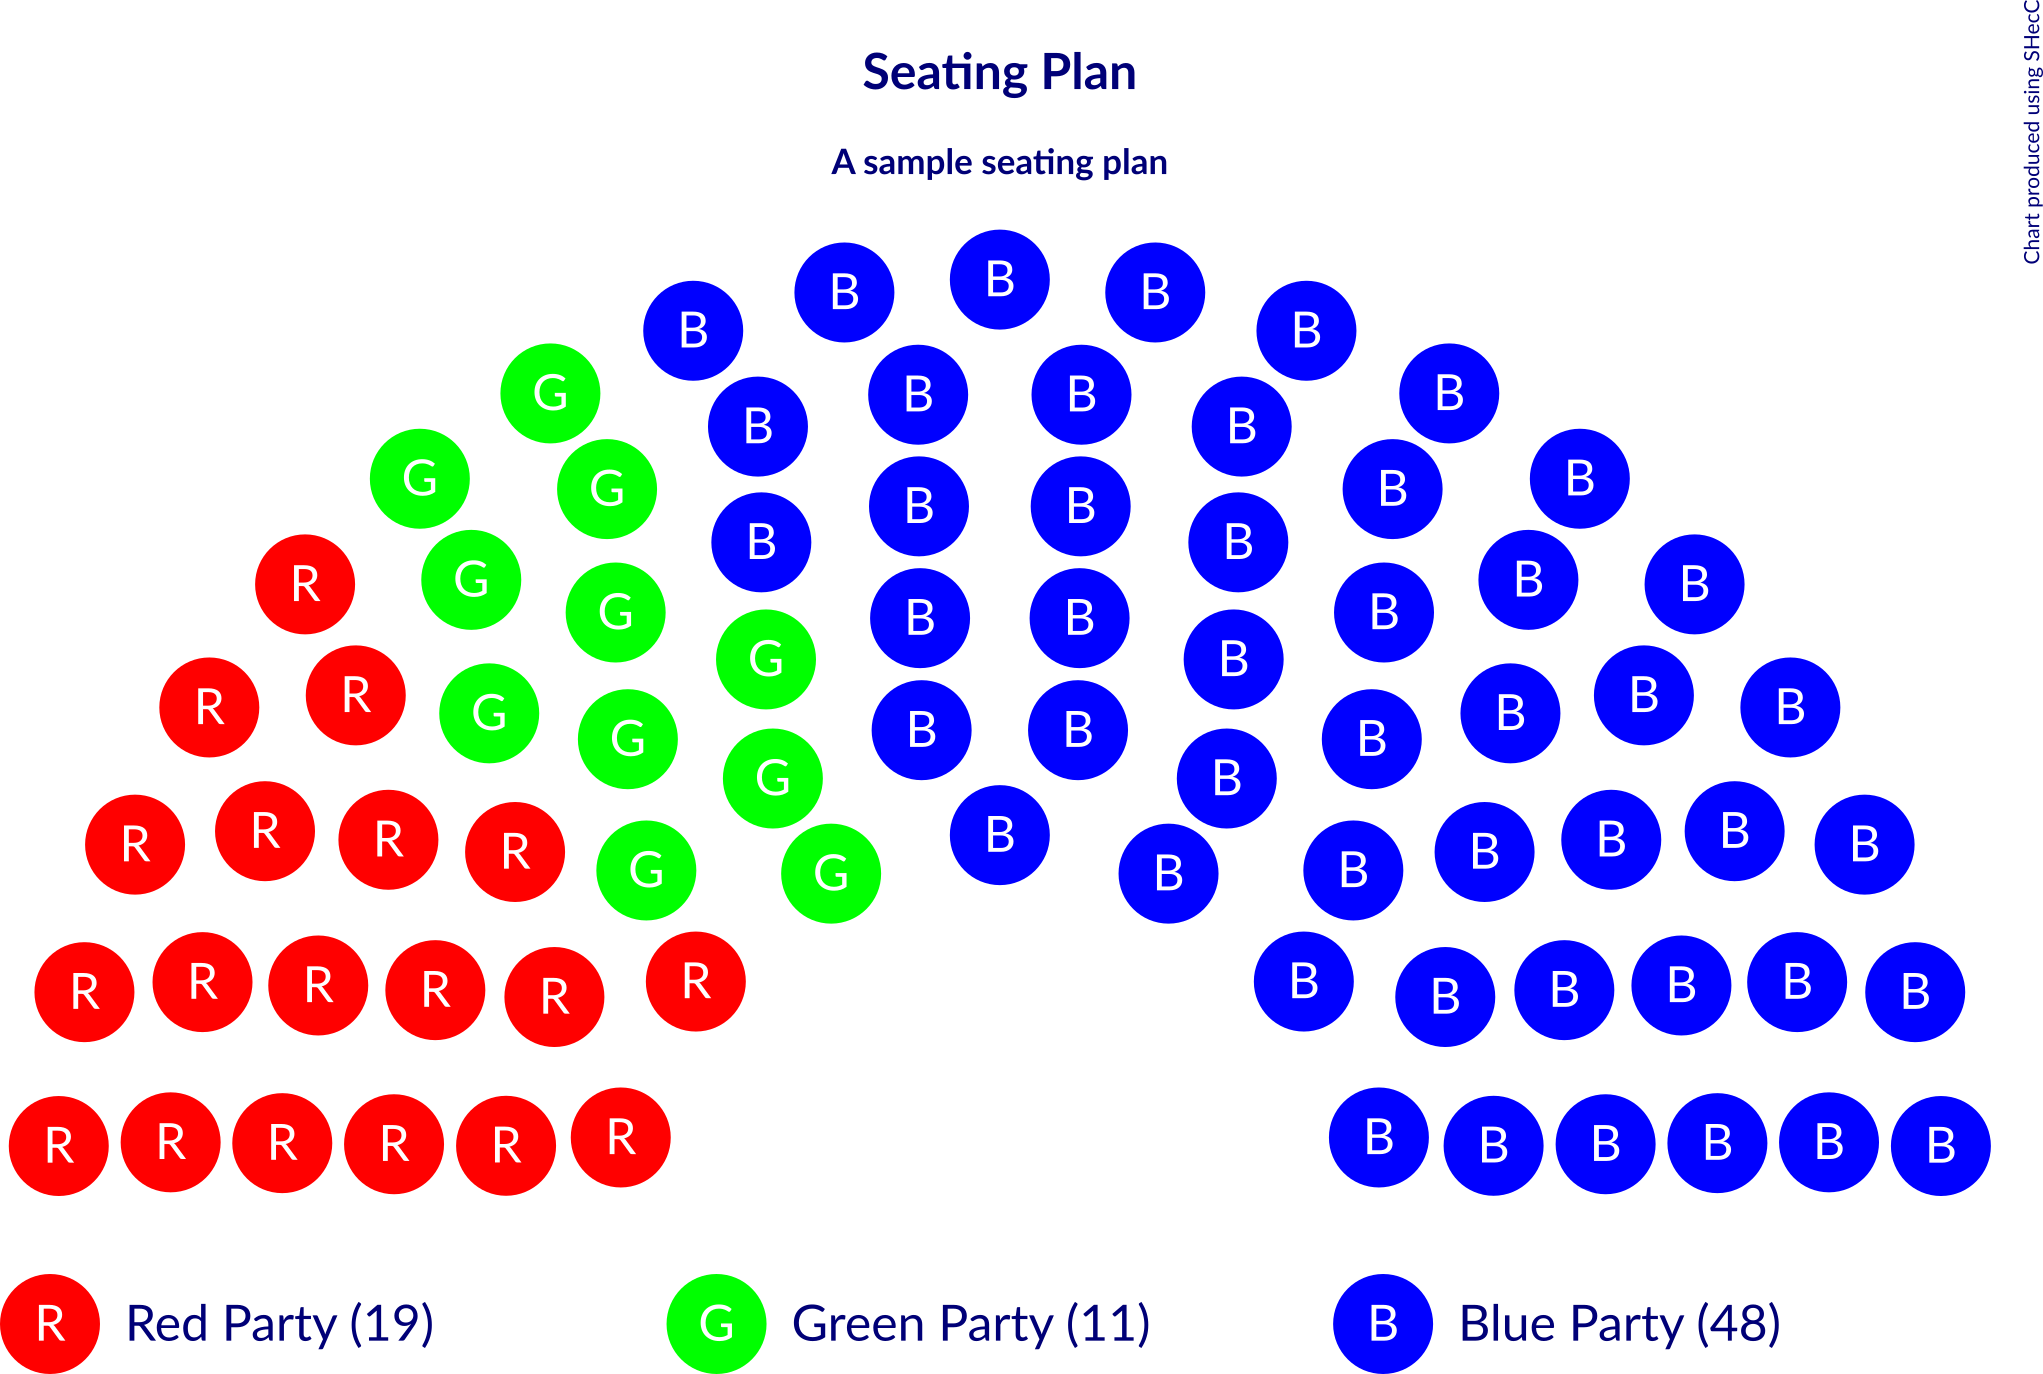 Seating Plan
A sample seating plan
Chart produced using SHecC
B B B B B
G B B B B B B
G G B B B B
B B B B
R G G B B B
G B B
R R G G B B B B
G B B B B
R R R R G G B B B B B B B
R R R R R R B B B B B B
R R R R R R B B B B B B
R Red Party (19)
G Green Party (11)
B Blue Party (48)